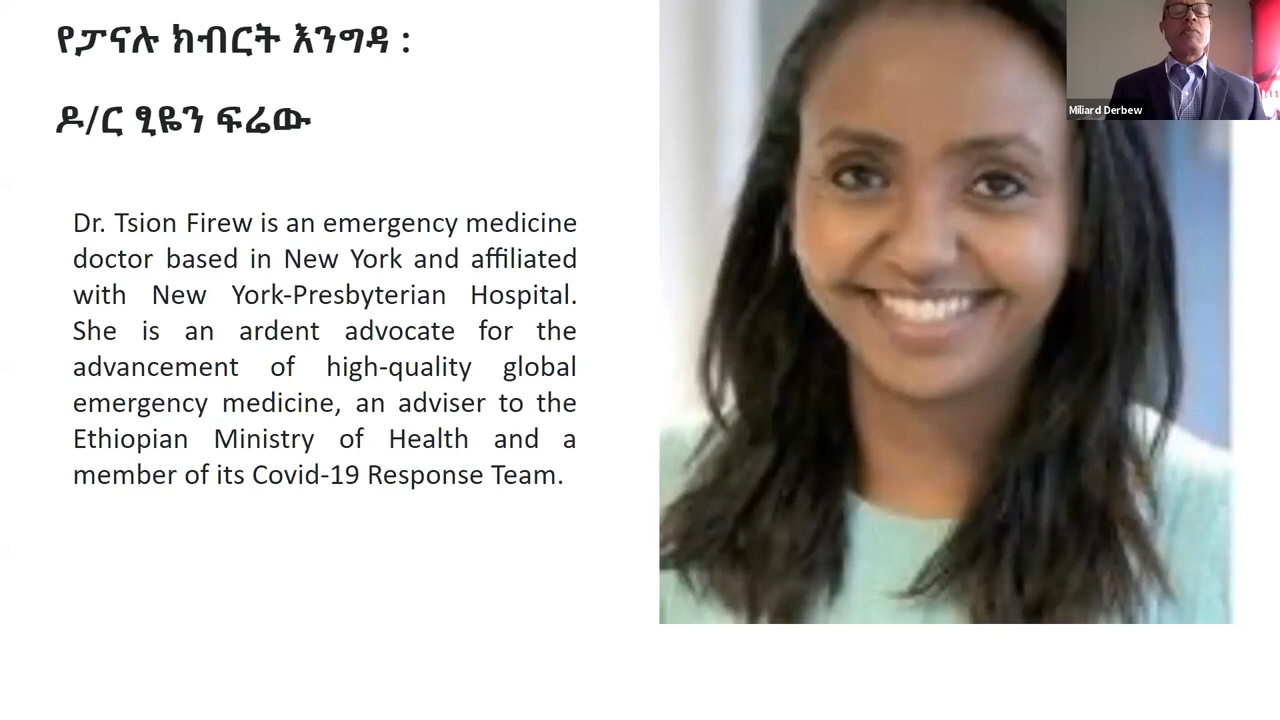 የፓናሉ ክብርት እንግዳ :
ዶ/ር ፂዬን ፍሬው
Dr. Tsion Firew is an emergency medicine
doctor based in New York and affiliated
with New York-Presbyterian Hospital.
She is an ardent advocate for the
advancement of high-quality global
emergency medicine, an adviser to the
Ethiopian Ministry of Health and a
member of its Covid-19 Response Team.
Miliard Derbew